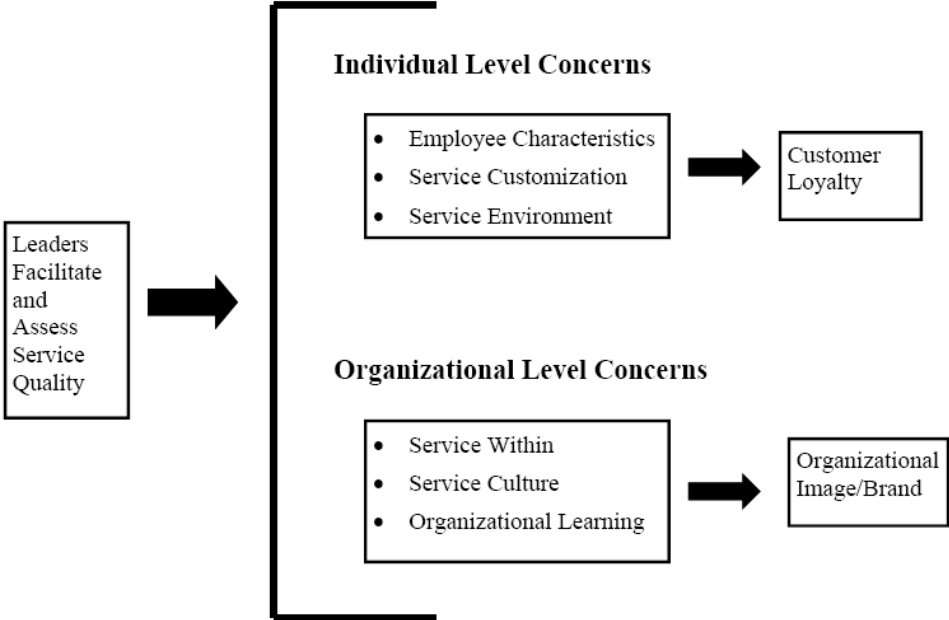 Individual Level Concerns
• Employee Characteristics
• Service Customization
• Service Environment
Customer
Loyalty
Leaders
Facilitate
and
Assess
Service
Quality
Organizational Level Concerns
• Service Within
• Service Culture
• Organizational Learning
Organizational
Image/Brand